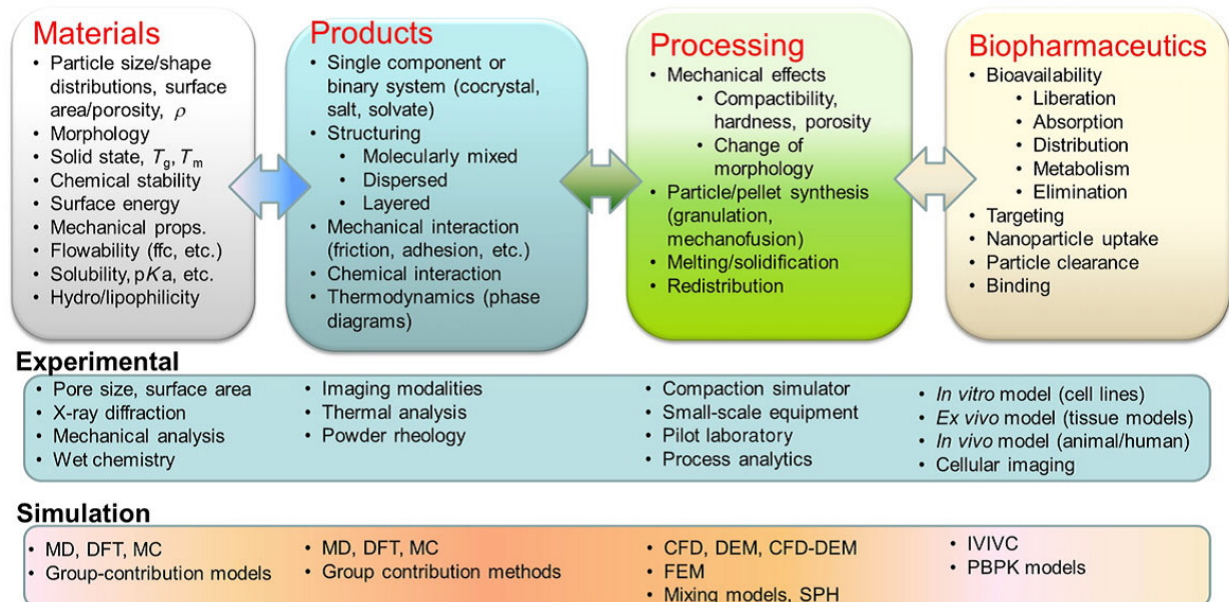 Materials
• Particle size/shape
distributions, surface
area/porosity, ρ
• Morphology
• Solid state, Tg, Tm
• Chemical stability
• Surface energy
• Mechanical props.
• Flowability (ffc, etc.)
• Solubility, pKa, etc.
• Hydro/lipophilicity
Products
• Single component or
binary system (cocrystal,
salt, solvate)
• Structuring
• Molecularly mixed
• Dispersed
• Layered
• Mechanical interaction
(friction, adhesion, etc.)
• Chemical interaction
• Thermodynamics (phase
diagrams)
Processing
• Mechanical effects
• Compactibility,
hardness, porosity
• Change of
morphology
• Particle/pellet synthesis
(granulation,
mechanofusion)
• Melting/solidification
• Redistribution
Biopharmaceutics
• Bioavailability
• Liberation
• Absorption
• Distribution
• Metabolism
• Elimination
• Targeting
• Nanoparticle uptake
• Particle clearance
• Binding
Experimental
• Pore size, surface area
• X-ray diffraction
• Mechanical analysis
• Wet chemistry
• Imaging modalities
• Thermal analysis
• Powder rheology
• Compaction simulator
• Small-scale equipment
• Pilot laboratory
• Process analytics
• In vitro model (cell lines)
• Ex vivo model (tissue models)
• In vivo model (animal/human)
• Cellular imaging
Simulation
• MD, DFT, MC
• Group-contribution models
• MD, DFT, MC
• Group contribution methods
• CFD, DEM, CFD-DEM
• FEM
• Mixing models, SPH
• IVIVC
• PBPK models